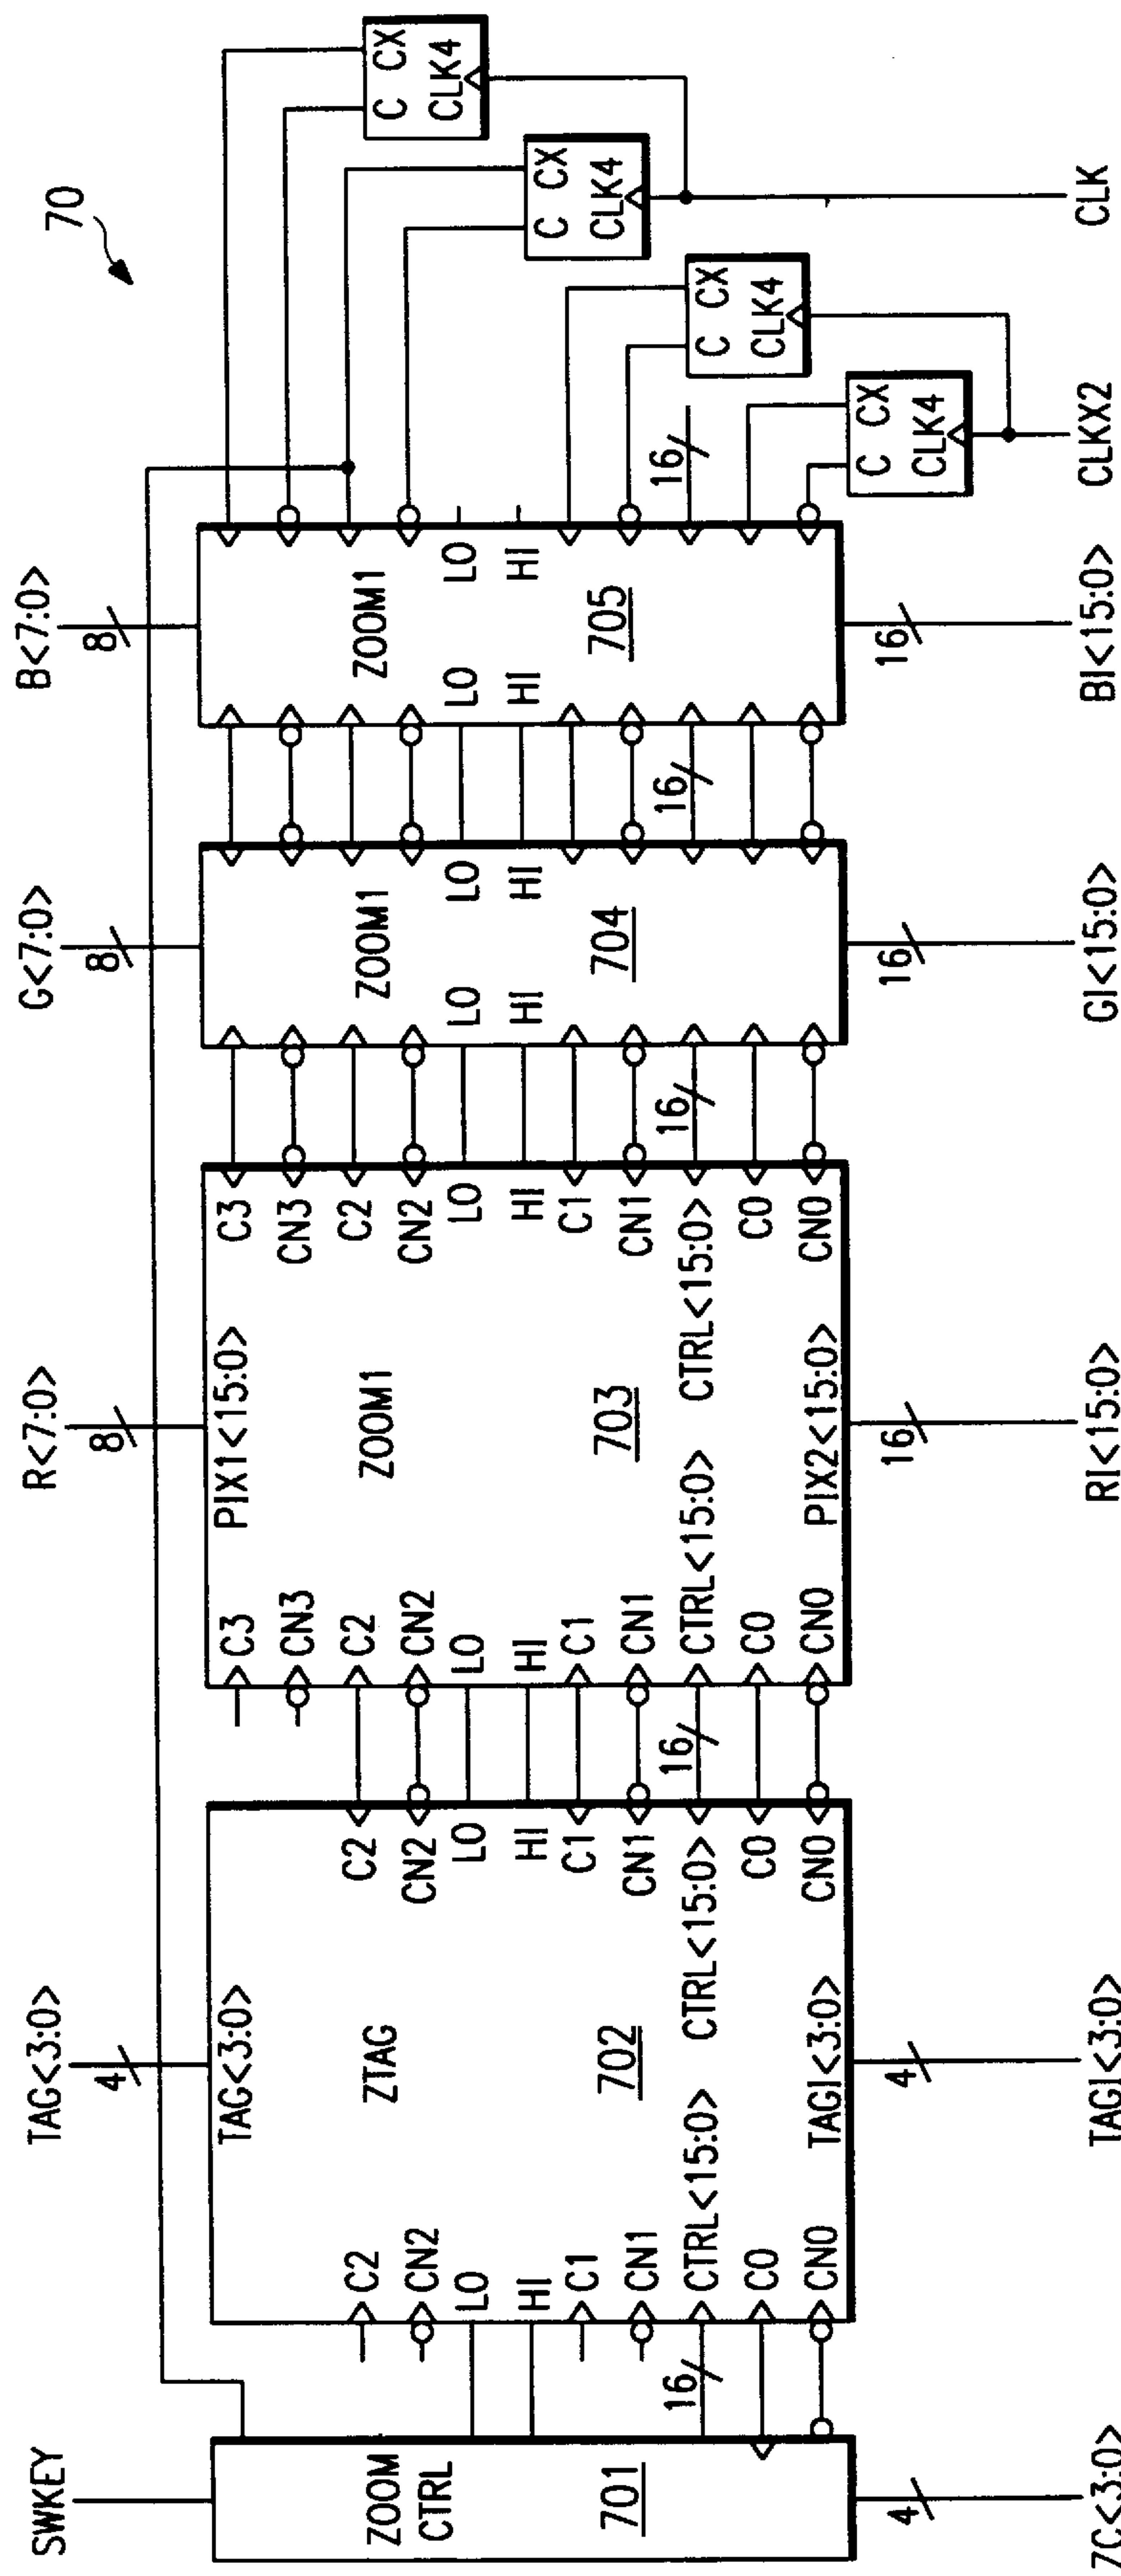 70
SWKEY
TAG<3:0>
R<7:0>
G<7:0>
B<7:0>
4
8
8
8
ZOOM
CTRL
701
16
4
ZC<3:0>
TAG<3:0>
ZTAG
702
C2
CN2
LO
HI
C1
CN1
CTRL<15:0>
C0
CN0
C2
CN2
LO
HI
C1
CN1
CTRL<15:0>
C0
CN0
TAGI<3:0>
4
TAGI<3:0>
16
PIX1<15:0>
ZOOM1
703
C3
CN3
C2
CN2
LO
HI
C1
CN1
CTRL<15:0>
C0
CN0
C3
CN3
C2
CN2
LO
HI
C1
CN1
CTRL<15:0>
C0
CN0
PIX2<15:0>
16
RI<15:0>
16
ZOOM1
704
LO
HI
LO
HI
16
GI<15:0>
16
ZOOM1
705
LO
HI
LO
HI
16
BI<15:0>
16
C CX
CLK4
C CX
CLK4
C CX
CLK4
C CX
CLK4
CLKX2
CLK